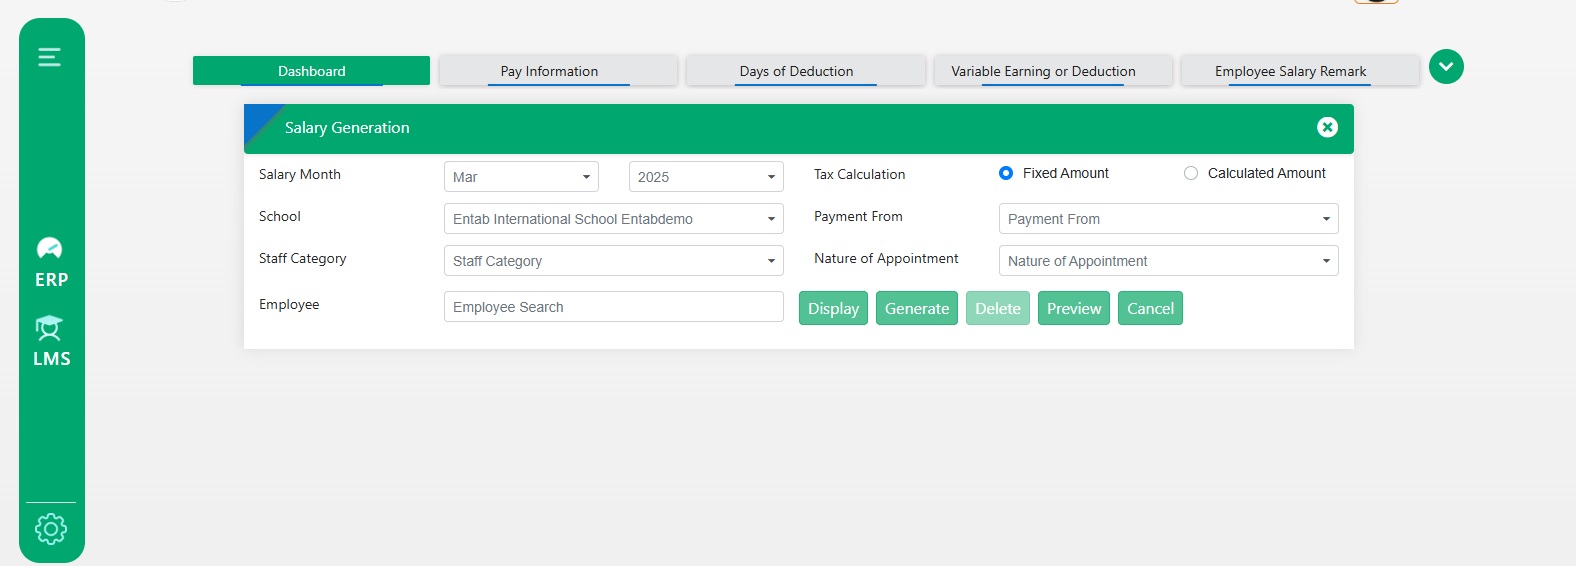 Dashboard Pay Information Days of Deduction Variable Earning or Deduction Employee Salary Remark
Salary Generation
Salary Month Mar 2025 Tax Calculation Fixed Amount Calculated Amount
School Entab International School Entabdemo Payment From Payment From
Staff Category Staff Category Nature of Appointment Nature of Appointment
Employee Employee Search Display Generate Delete Preview Cancel
ERP
LMS